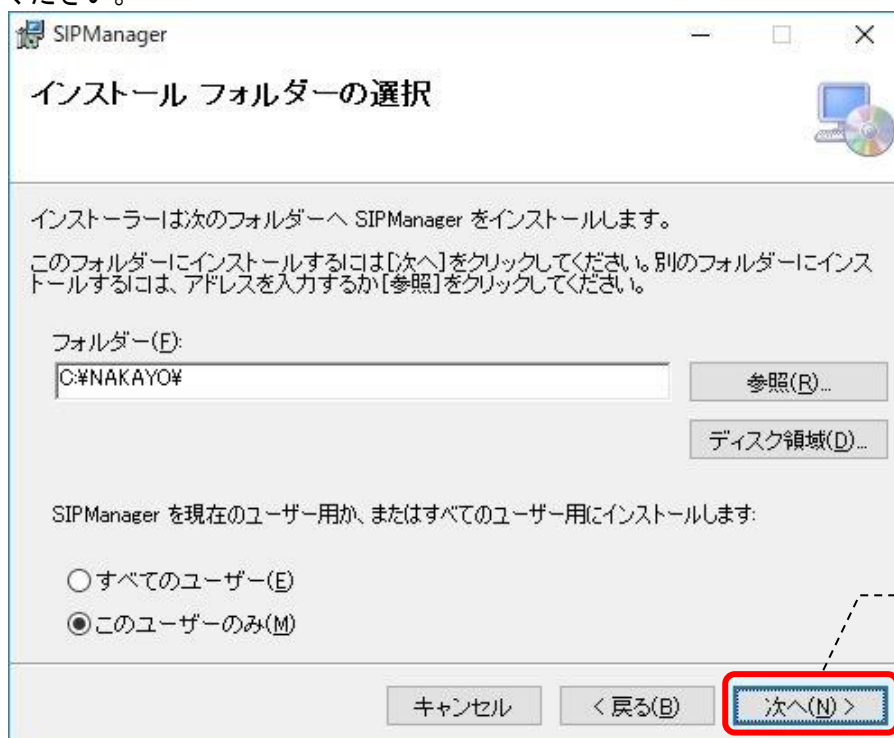 ください。
SIPManager
インストール フォルダーの選択
インストーラーは次のフォルダーへ SIPManager をインストールします。
このフォルダーにインストールするには[次へ]をクリックしてください。別のフォルダーにインス
トールするには、アドレスを入力するか[参照]をクリックしてください。
フォルダー(F):
C:¥NAKAYO¥
参照(R)...
ディスク領域(D)...
SIPManager を現在のユーザー用か、またはすべてのユーザー用にインストールします:
すべてのユーザー(E)
このユーザーのみ(M)
キャンセル
< 戻る(B)
次へ(N) >